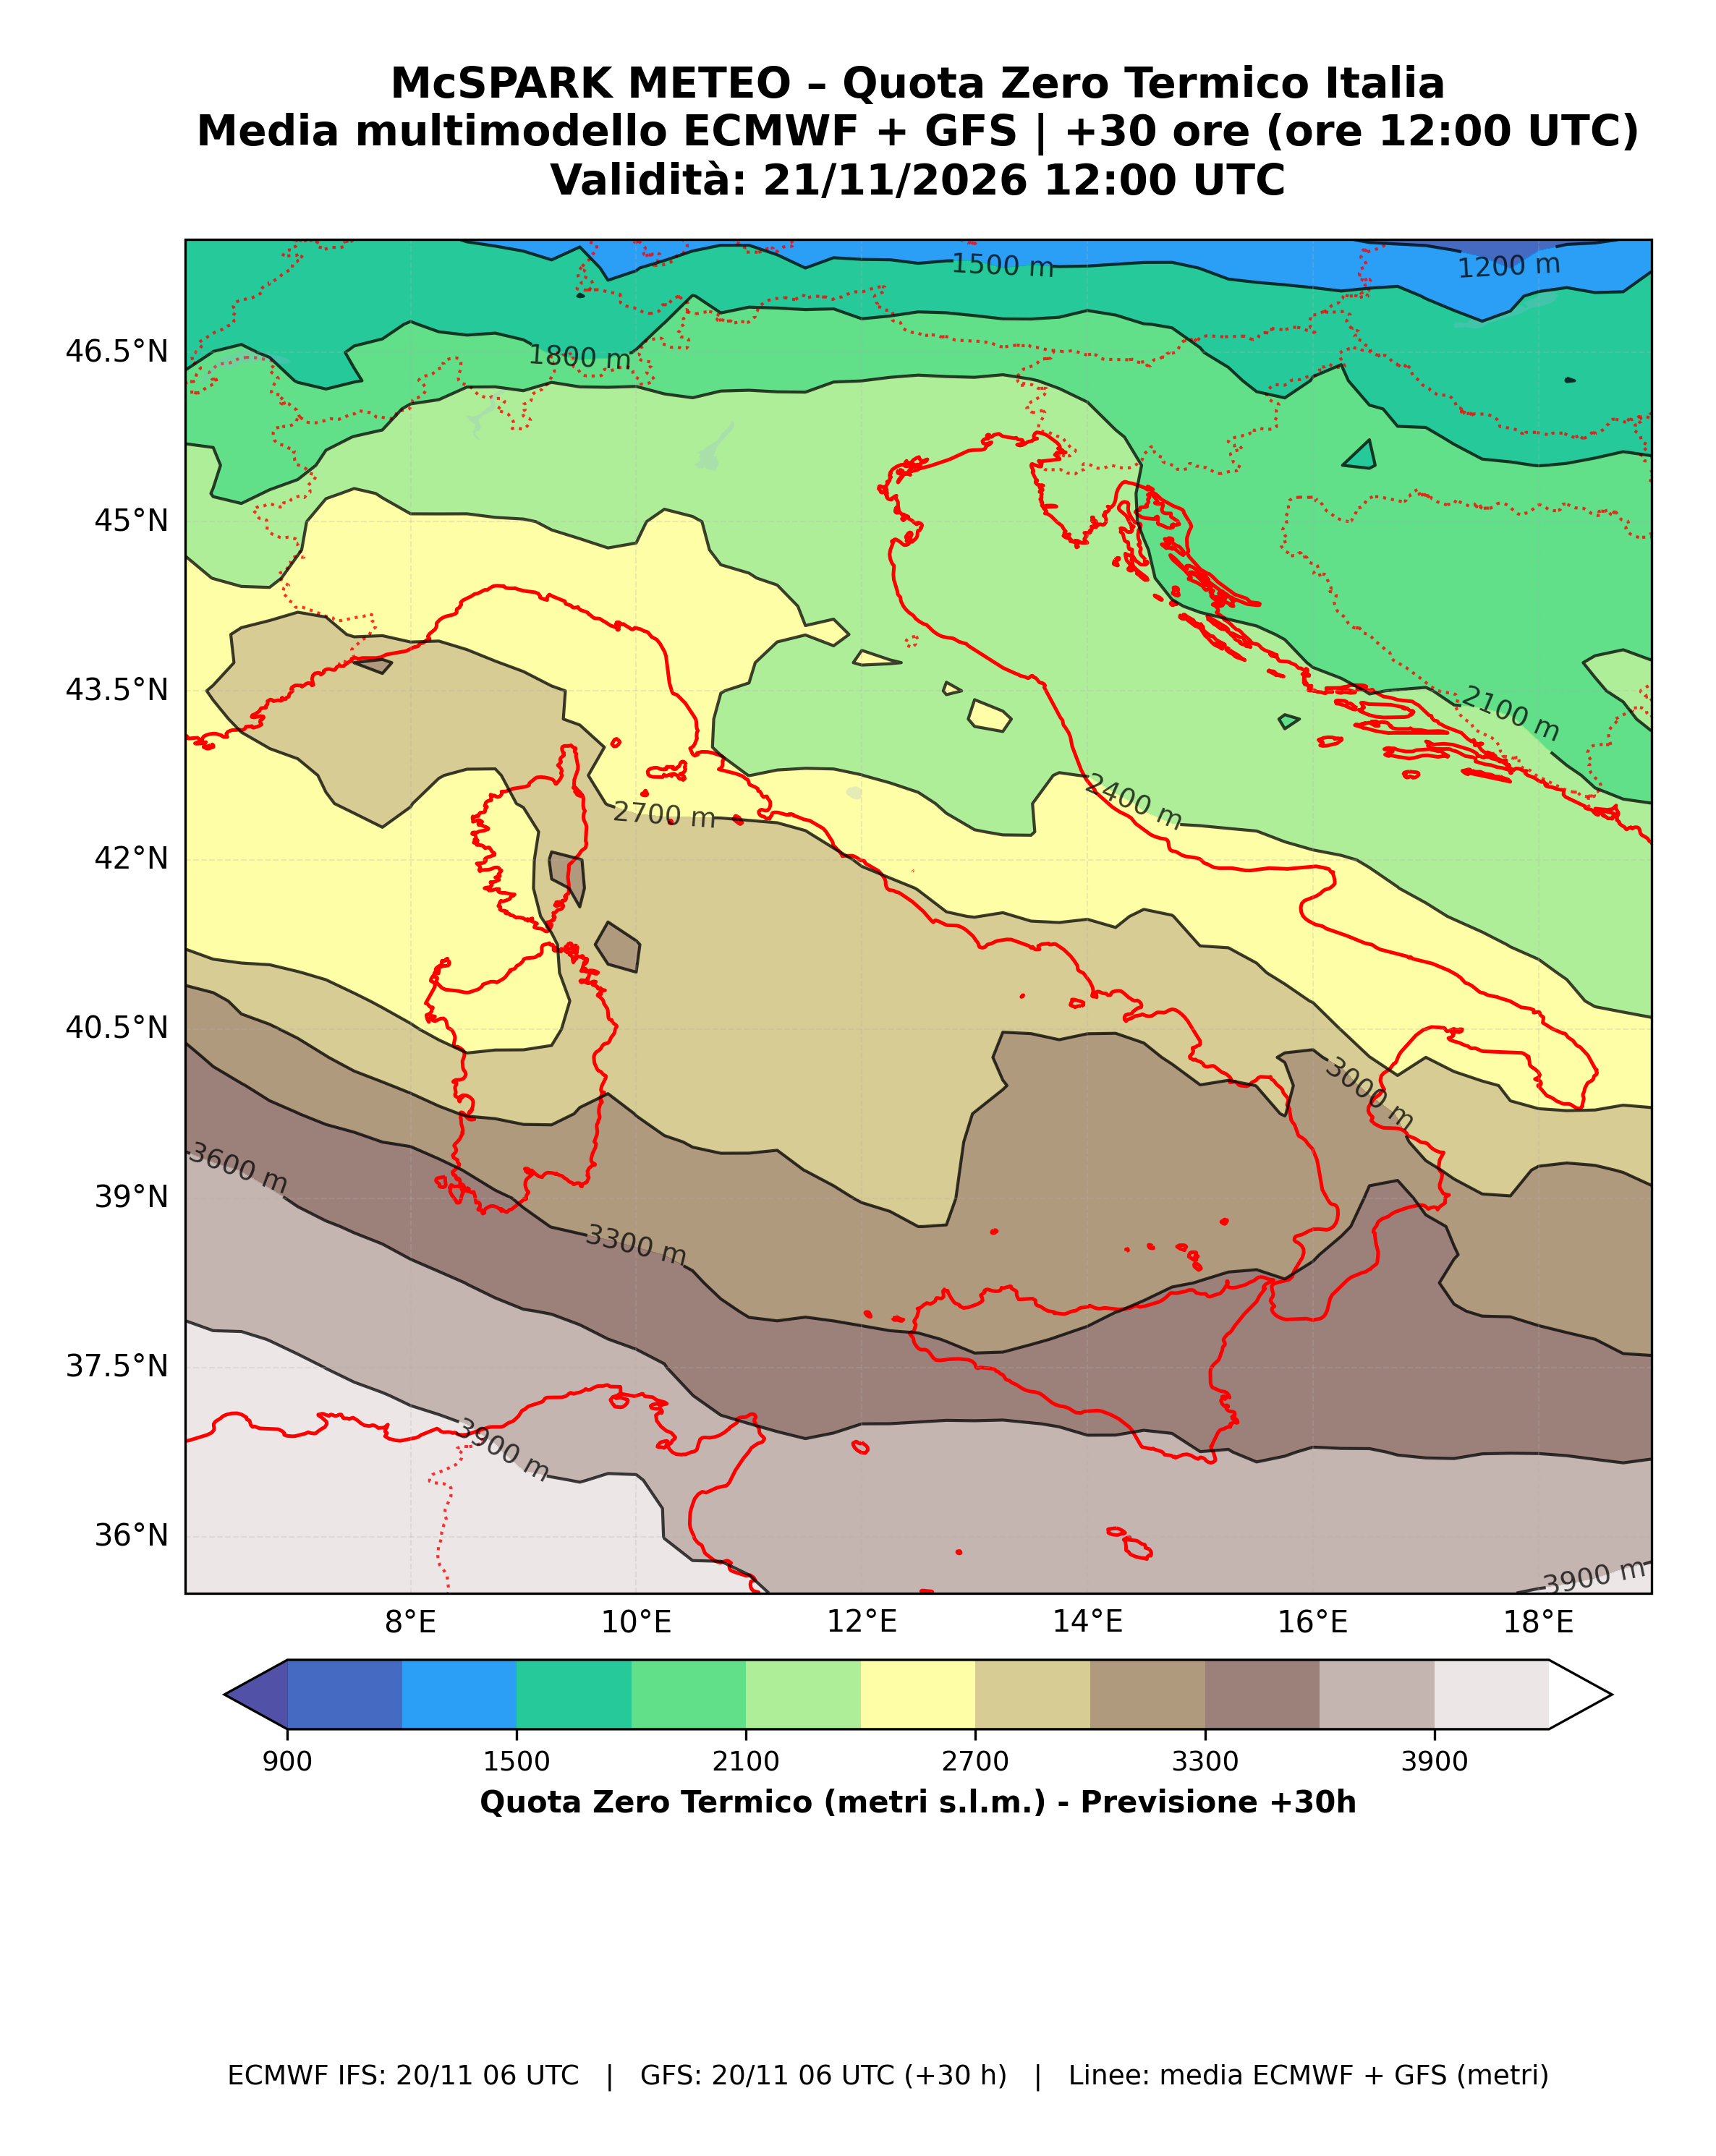 McSPARK METEO – Quota Zero Termico Italia
Media multimodello ECMWF + GFS | +30 ore (ore 12:00 UTC)
Validità: 21/11/2026 12:00 UTC
1500 m
1200 m
46.5°N
1800 m
45°N
43.5°N
2100 m
2400 m
2700 m
42°N
40.5°N
3000 m
3600 m
39°N
3300 m
37.5°N
3900 m
36°N
3900 m
8°E 10°E 12°E 14°E 16°E 18°E
900 1500 2100 2700 3300 3900
Quota Zero Termico (metri s.l.m.) - Previsione +30h
ECMWF IFS: 20/11 06 UTC | GFS: 20/11 06 UTC (+30 h) | Linee: media ECMWF + GFS (metri)